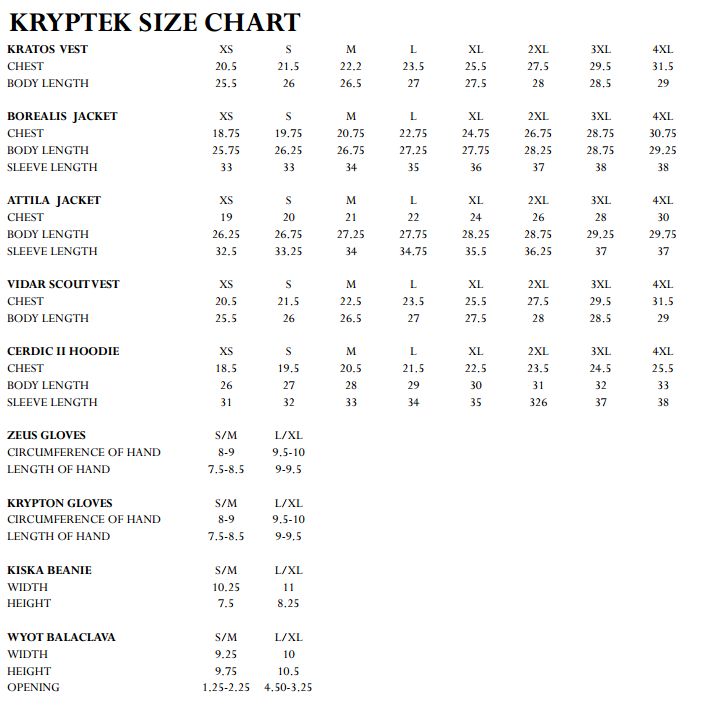 KRYPTEK SIZE CHART
KRATOS VEST XS S M L XL 2XL 3XL 4XL
CHEST 20.5 21.5 22.2 23.5 25.5 27.5 29.5 31.5
BODY LENGTH 25.5 26 26.5 27 27.5 28 28.5 29
BOREALIS JACKET XS S M L XL 2XL 3XL 4XL
CHEST 18.75 19.75 20.75 22.75 24.75 26.75 28.75 30.75
BODY LENGTH 25.75 26.25 26.75 27.25 27.75 28.25 28.75 29.25
SLEEVE LENGTH 33 33 34 35 36 37 38 38
ATTILA JACKET XS S M L XL 2XL 3XL 4XL
CHEST 19 20 21 22 24 26 28 30
BODY LENGTH 26.25 26.75 27.25 27.75 28.25 28.75 29.25 29.75
SLEEVE LENGTH 32.5 33.25 34 34.75 35.5 36.25 37 37
VIDAR SCOUT VEST XS S M L XL 2XL 3XL 4XL
CHEST 20.5 21.5 22.5 23.5 25.5 27.5 29.5 31.5
BODY LENGTH 25.5 26 26.5 27 27.5 28 28.5 29
CERDIC II HOODIE XS S M L XL 2XL 3XL 4XL
CHEST 18.5 19.5 20.5 21.5 22.5 23.5 24.5 25.5
BODY LENGTH 26 27 28 29 30 31 32 33
SLEEVE LENGTH 31 32 33 34 35 326 37 38
ZEUS GLOVES S/M L/XL
CIRCUMFERENCE OF HAND 8-9 9.5-10
LENGTH OF HAND 7.5-8.5 9-9.5
KRYPTON GLOVES S/M L/XL
CIRCUMFERENCE OF HAND 8-9 9.5-10
LENGTH OF HAND 7.5-8.5 9-9.5
KISKA BEANIE S/M L/XL
WIDTH 10.25 11
HEIGHT 7.5 8.25
WYOT BALACLAVA S/M L/XL
WIDTH 9.25 10
HEIGHT 9.75 10.5
OPENING 1.25-2.25 4.50-3.25